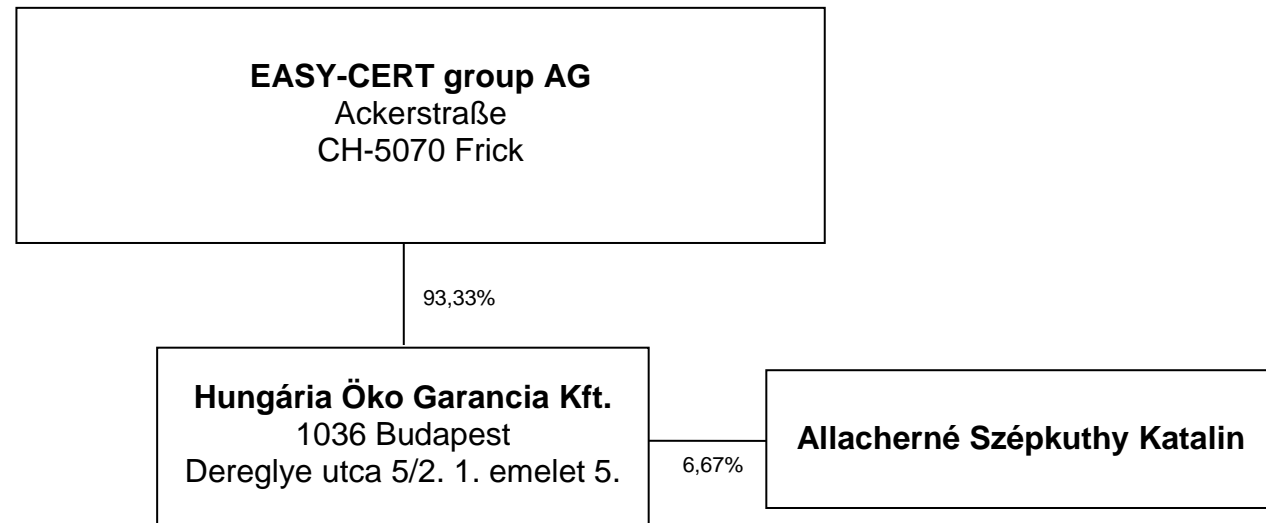 EASY-CERT group AG
Ackerstraße
CH-5070 Frick
93,33%
Hungária Öko Garancia Kft.
1036 Budapest
Dereglye utca 5/2. 1. emelet 5.
6,67%
Allacherné Szépkuthy Katalin